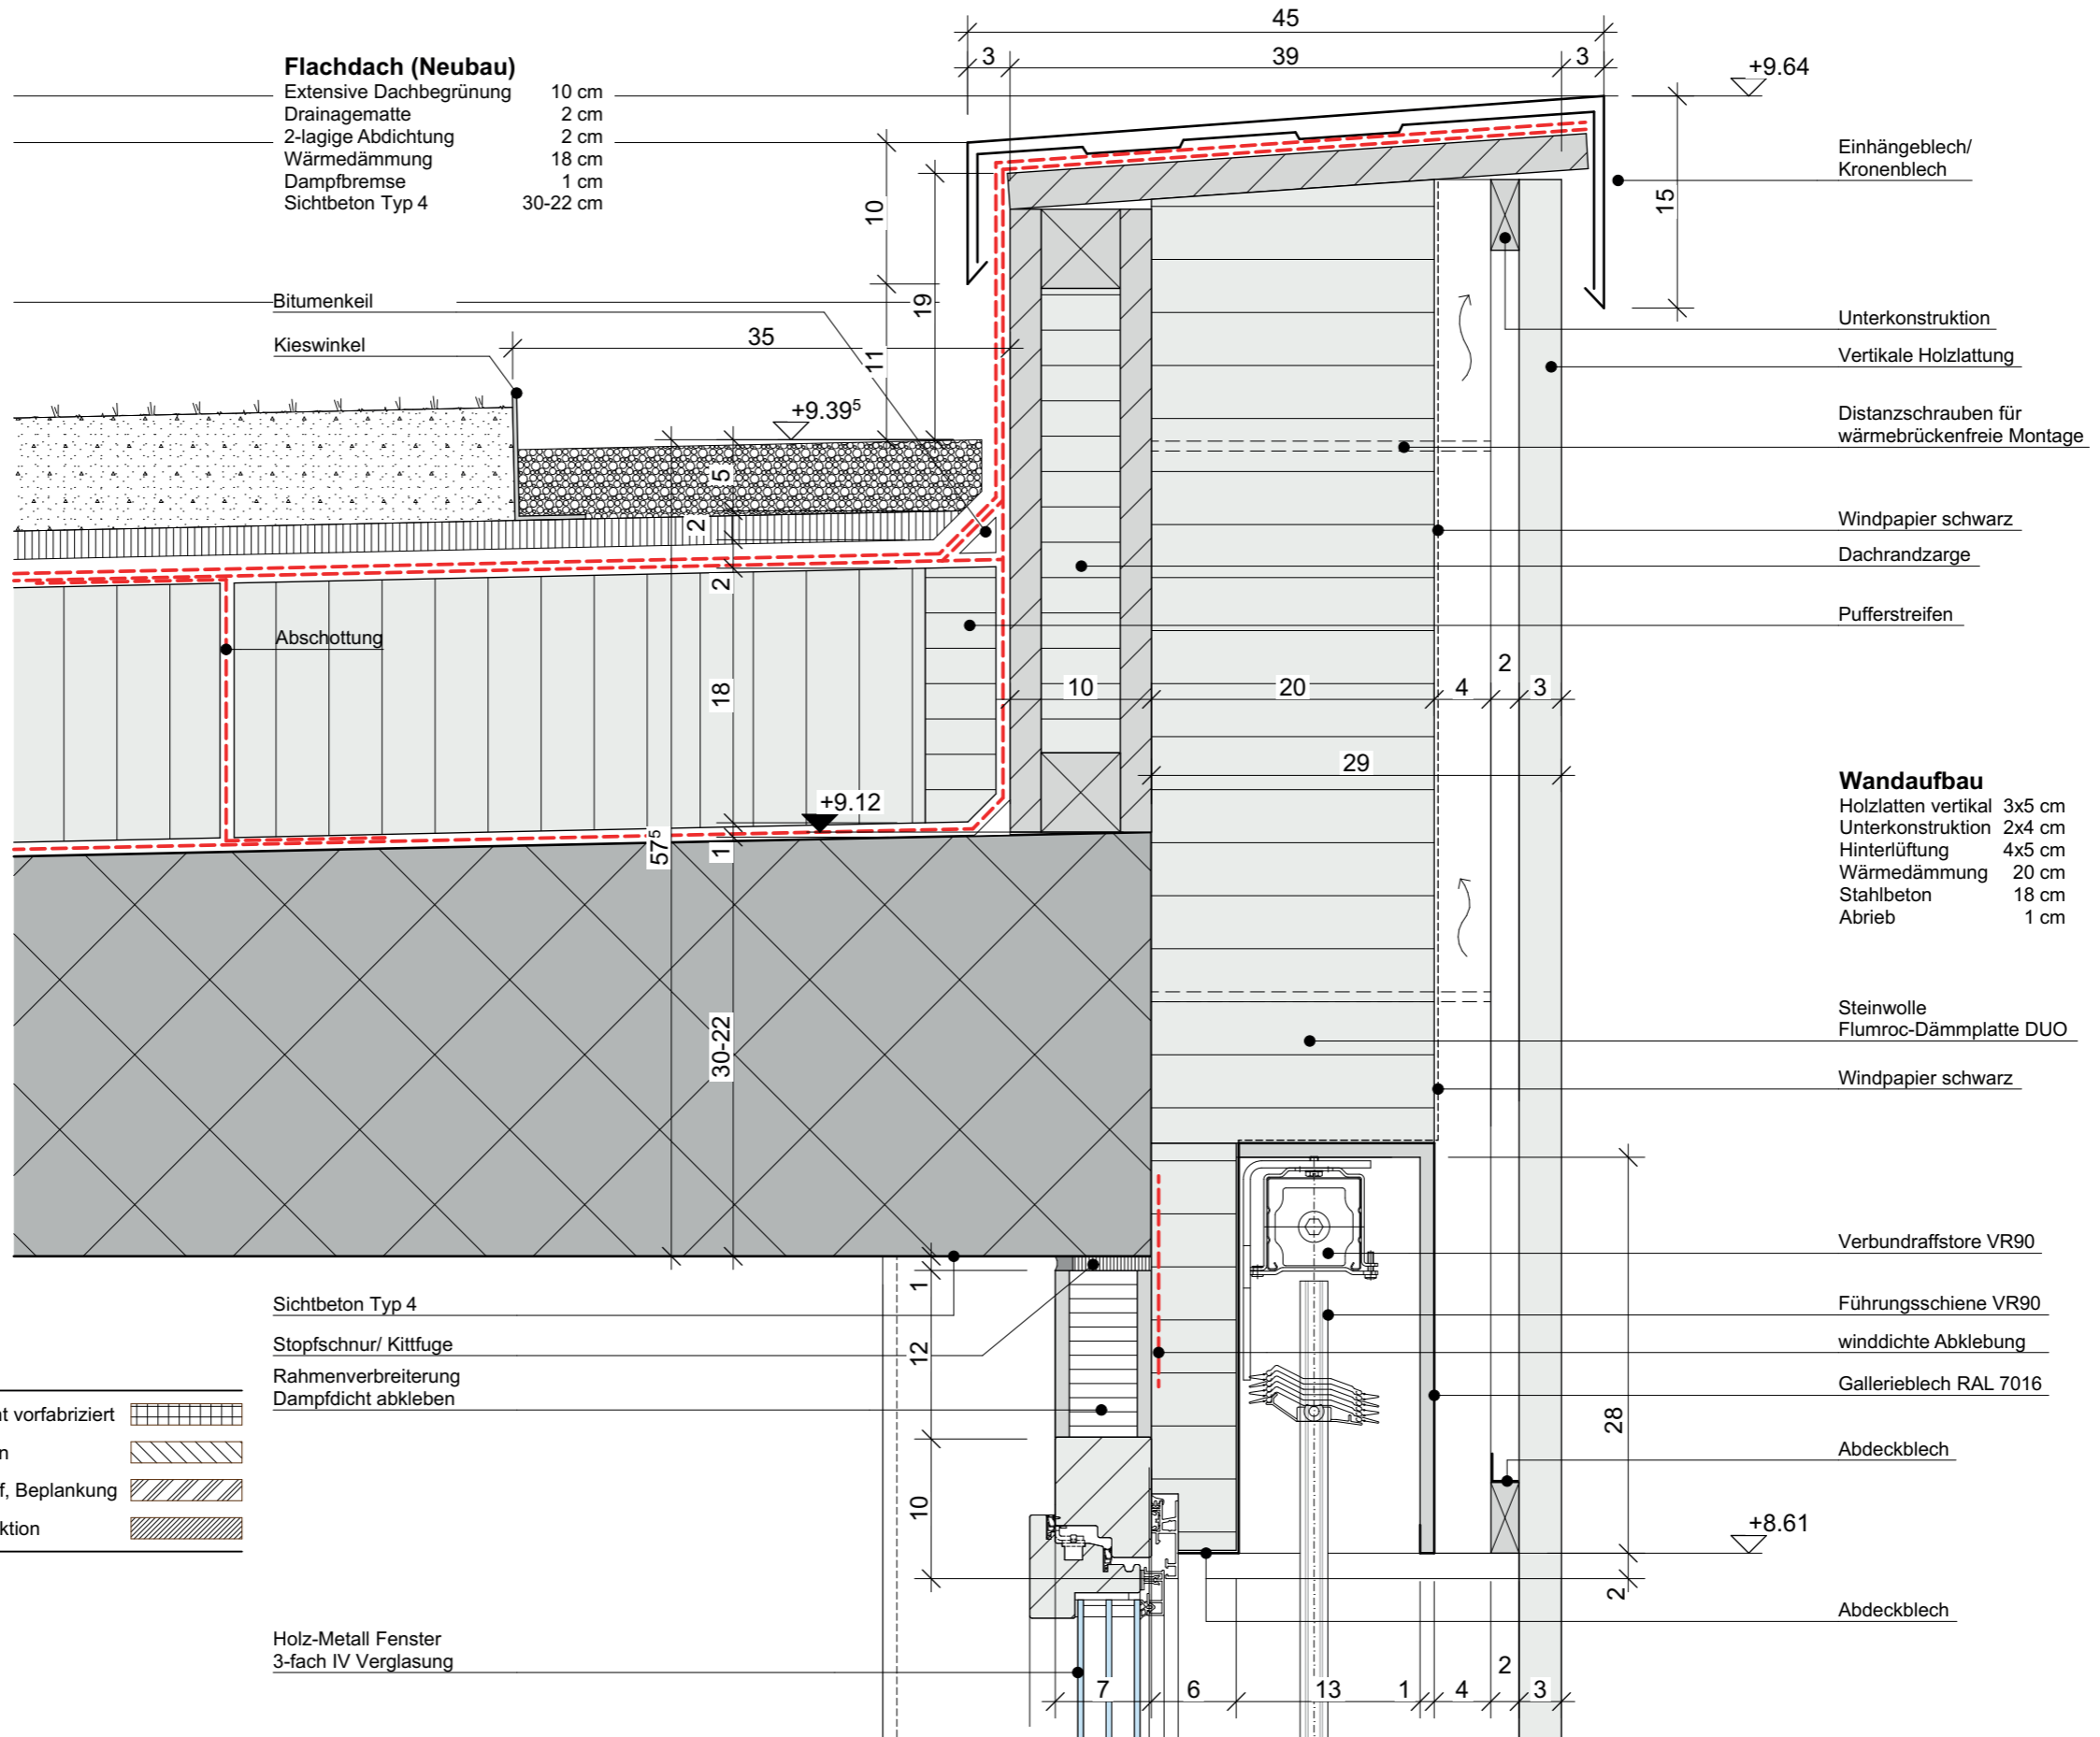 45
3 39 3
+9.64
Flachdach (Neubau)
Extensive Dachbegrünung 10 cm
Drainagematte 2 cm
2-lagige Abdichtung 2 cm
Wärmedämmung 18 cm
Dampfbremse 1 cm
Sichtbeton Typ 4 30-22 cm
Einhängeblech/
Kronenblech
15
10
19
11
Bitumenkeil
Kieswinkel
35
Unterkonstruktion
Vertikale Holzlattung
+9.39⁵
Distanzschrauben für
wärmebrückenfreie Montage
5
2
2
Windpapier schwarz
Dachrandzarge
Pufferstreifen
Abschottung
18
10 20 4 2 3
29
+9.12
57⁵
1
Wandaufbau
Holzlatten vertikal 3x5 cm
Unterkonstruktion 2x4 cm
Hinterlüftung 4x5 cm
Wärmedämmung 20 cm
Stahlbeton 18 cm
Abrieb 1 cm
30-22
Steinwolle
Flumroc-Dämmplatte DUO
Windpapier schwarz
Verbundraffstore VR90
1
Sichtbeton Typ 4
Führungsschiene VR90
Stopfschnur/ Kittfuge
12
winddichte Abklebung
Rahmenverbreiterung
Dampfdicht abkleben
Gallerieblech RAL 7016
28
t vorfabriziert
n
f, Beplankung
ktion
10
Abdeckblech
+8.61
2
Abdeckblech
Holz-Metall Fenster
3-fach IV Verglasung
7 6 13 1 4 2 3